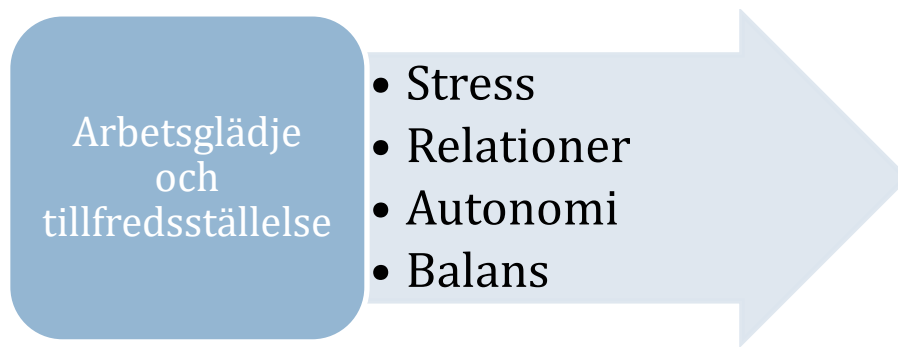 Arbetsglädje
och
tillfredsställelse
• Stress
• Relationer
• Autonomi
• Balans